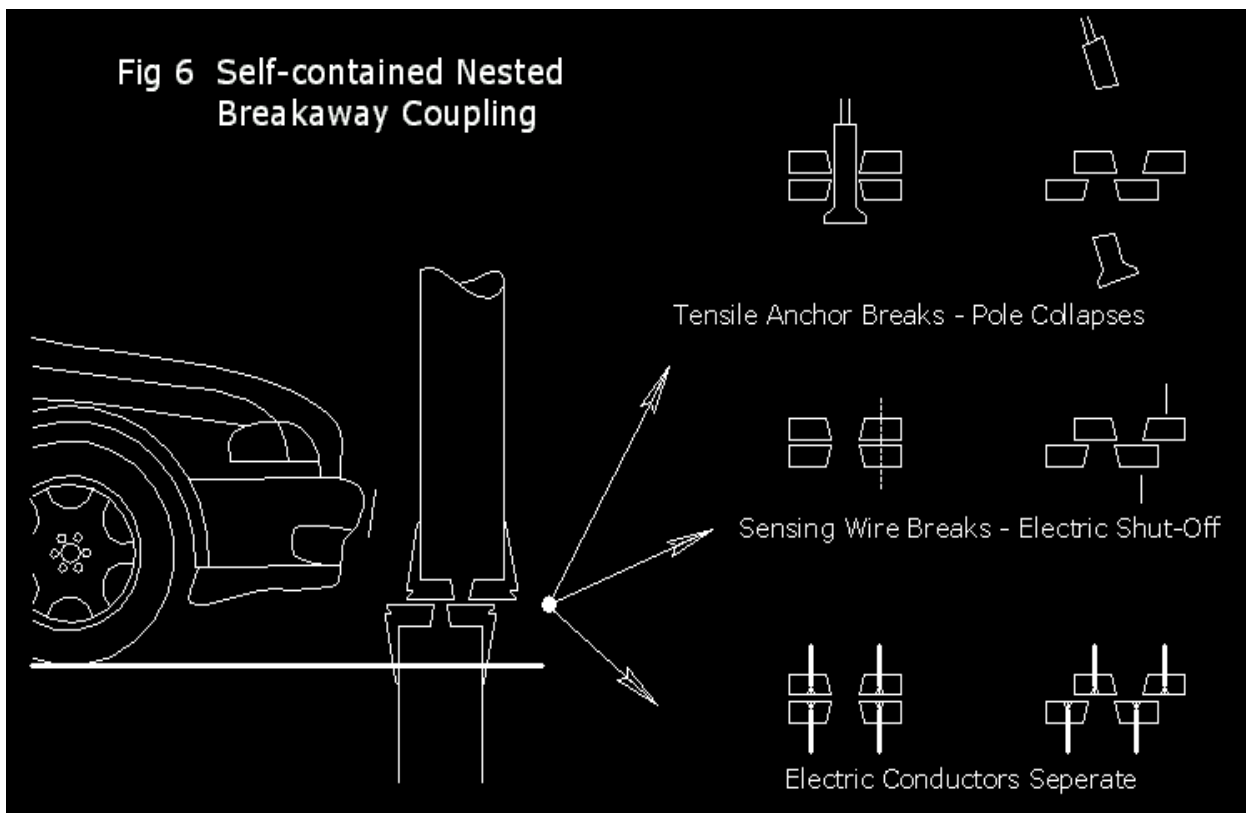 Fig 6 Self-contained Nested
Breakaway Coupling
Tensile Anchor Breaks - Pole Collapses
Sensing Wire Breaks - Electric Shut-Off
Electric Conductors Seperate